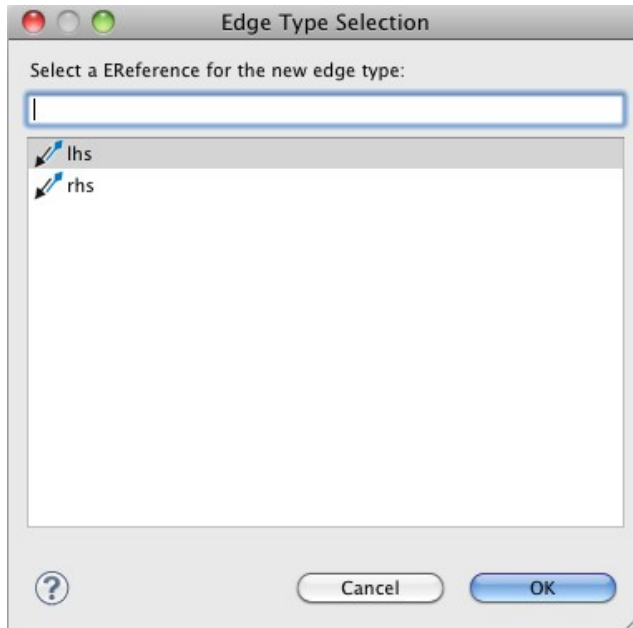 Edge Type Selection
Select a EReference for the new edge type:
lhs
rhs
?
Cancel
OK